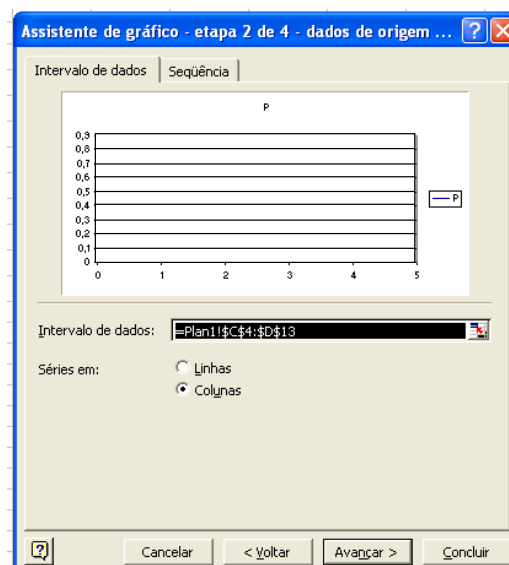 Assistente de gráfico - etapa 2 de 4 - dados de origem ...
Intervalo de dados
Seqüência
P
0,9
0,8
0,7
0,6
0,5
0,4
0,3
0,2
0,1
0
0 1 2 3 4 5
P
Intervalo de dados: =Plan1!$C$4:$D$13
Séries em:
Linhas
Colunas
Cancelar
< Voltar
Avançar >
Concluir